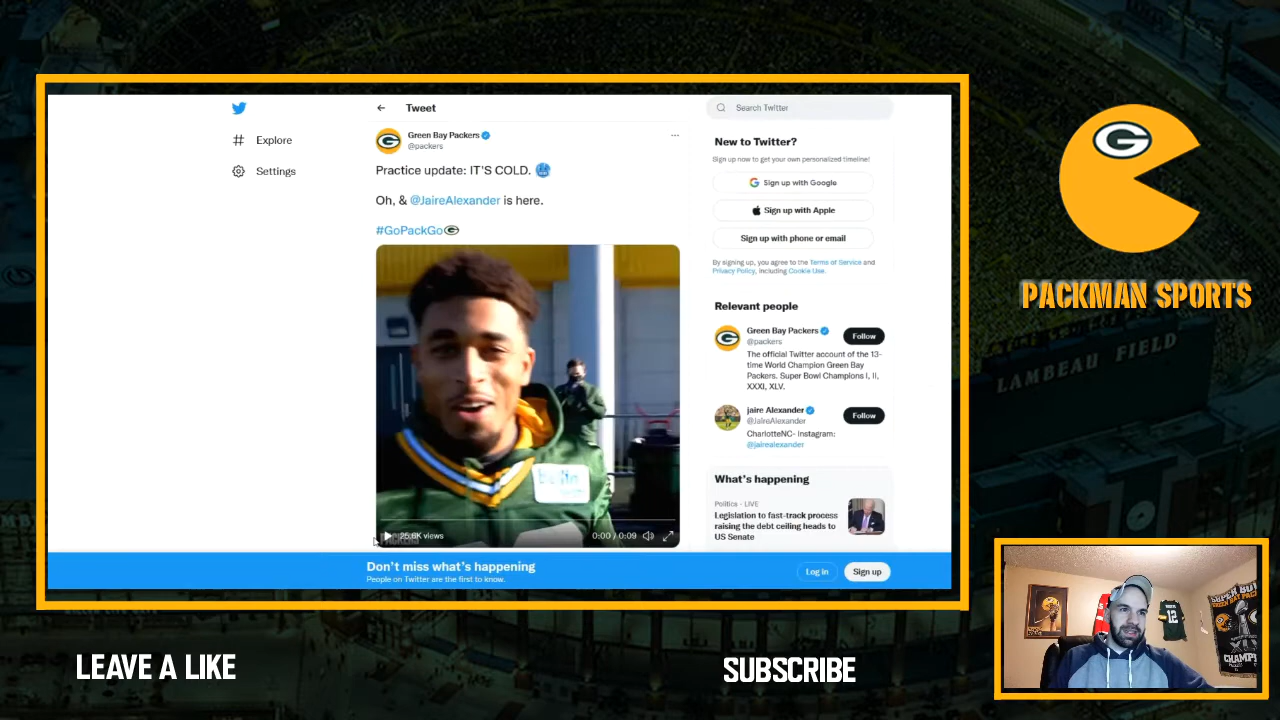 Tweet
Search Twitter
Explore
Settings
Green Bay Packers
@packers
Practice update: IT'S COLD.
Oh, & @JaireAlexander is here.
#GoPackGo
25.6K views
0:00 / 0:09
New to Twitter?
Sign up now to get your own personalized timeline!
Sign up with Google
Sign up with Apple
Sign up with phone or email
By signing up, you agree to the Terms of Service and
Privacy Policy, including Cookie Use.
Relevant people
Green Bay Packers
@packers
Follow
The official Twitter account of the 13-
time World Champion Green Bay
Packers. Super Bowl Champions I, II,
XXXI, XLV.
jaire Alexander
@JaireAlexander
Follow
CharlotteNC- Instagram:
@jairealexander
What's happening
Politics · LIVE
Legislation to fast-track process
raising the debt ceiling heads to
US Senate
Don't miss what's happening
People on Twitter are the first to know.
Log in
Sign up
PACKMAN SPORTS
LAMBEAU FIELD
LEAVE A LIKE
SUBSCRIBE
12